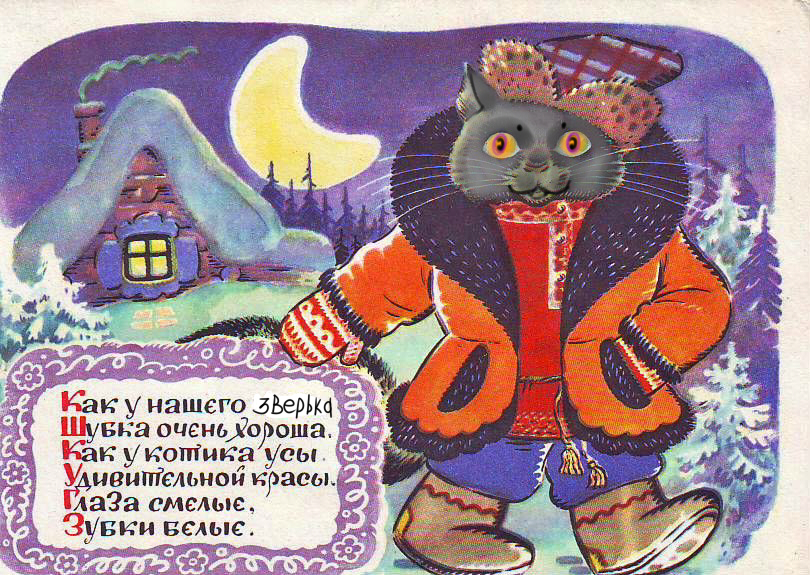 Как у нашего зверька
Шубка очень хороша.
Как у котика усы
Удивительной красы.
Глаза смелые,
Зубки белые.